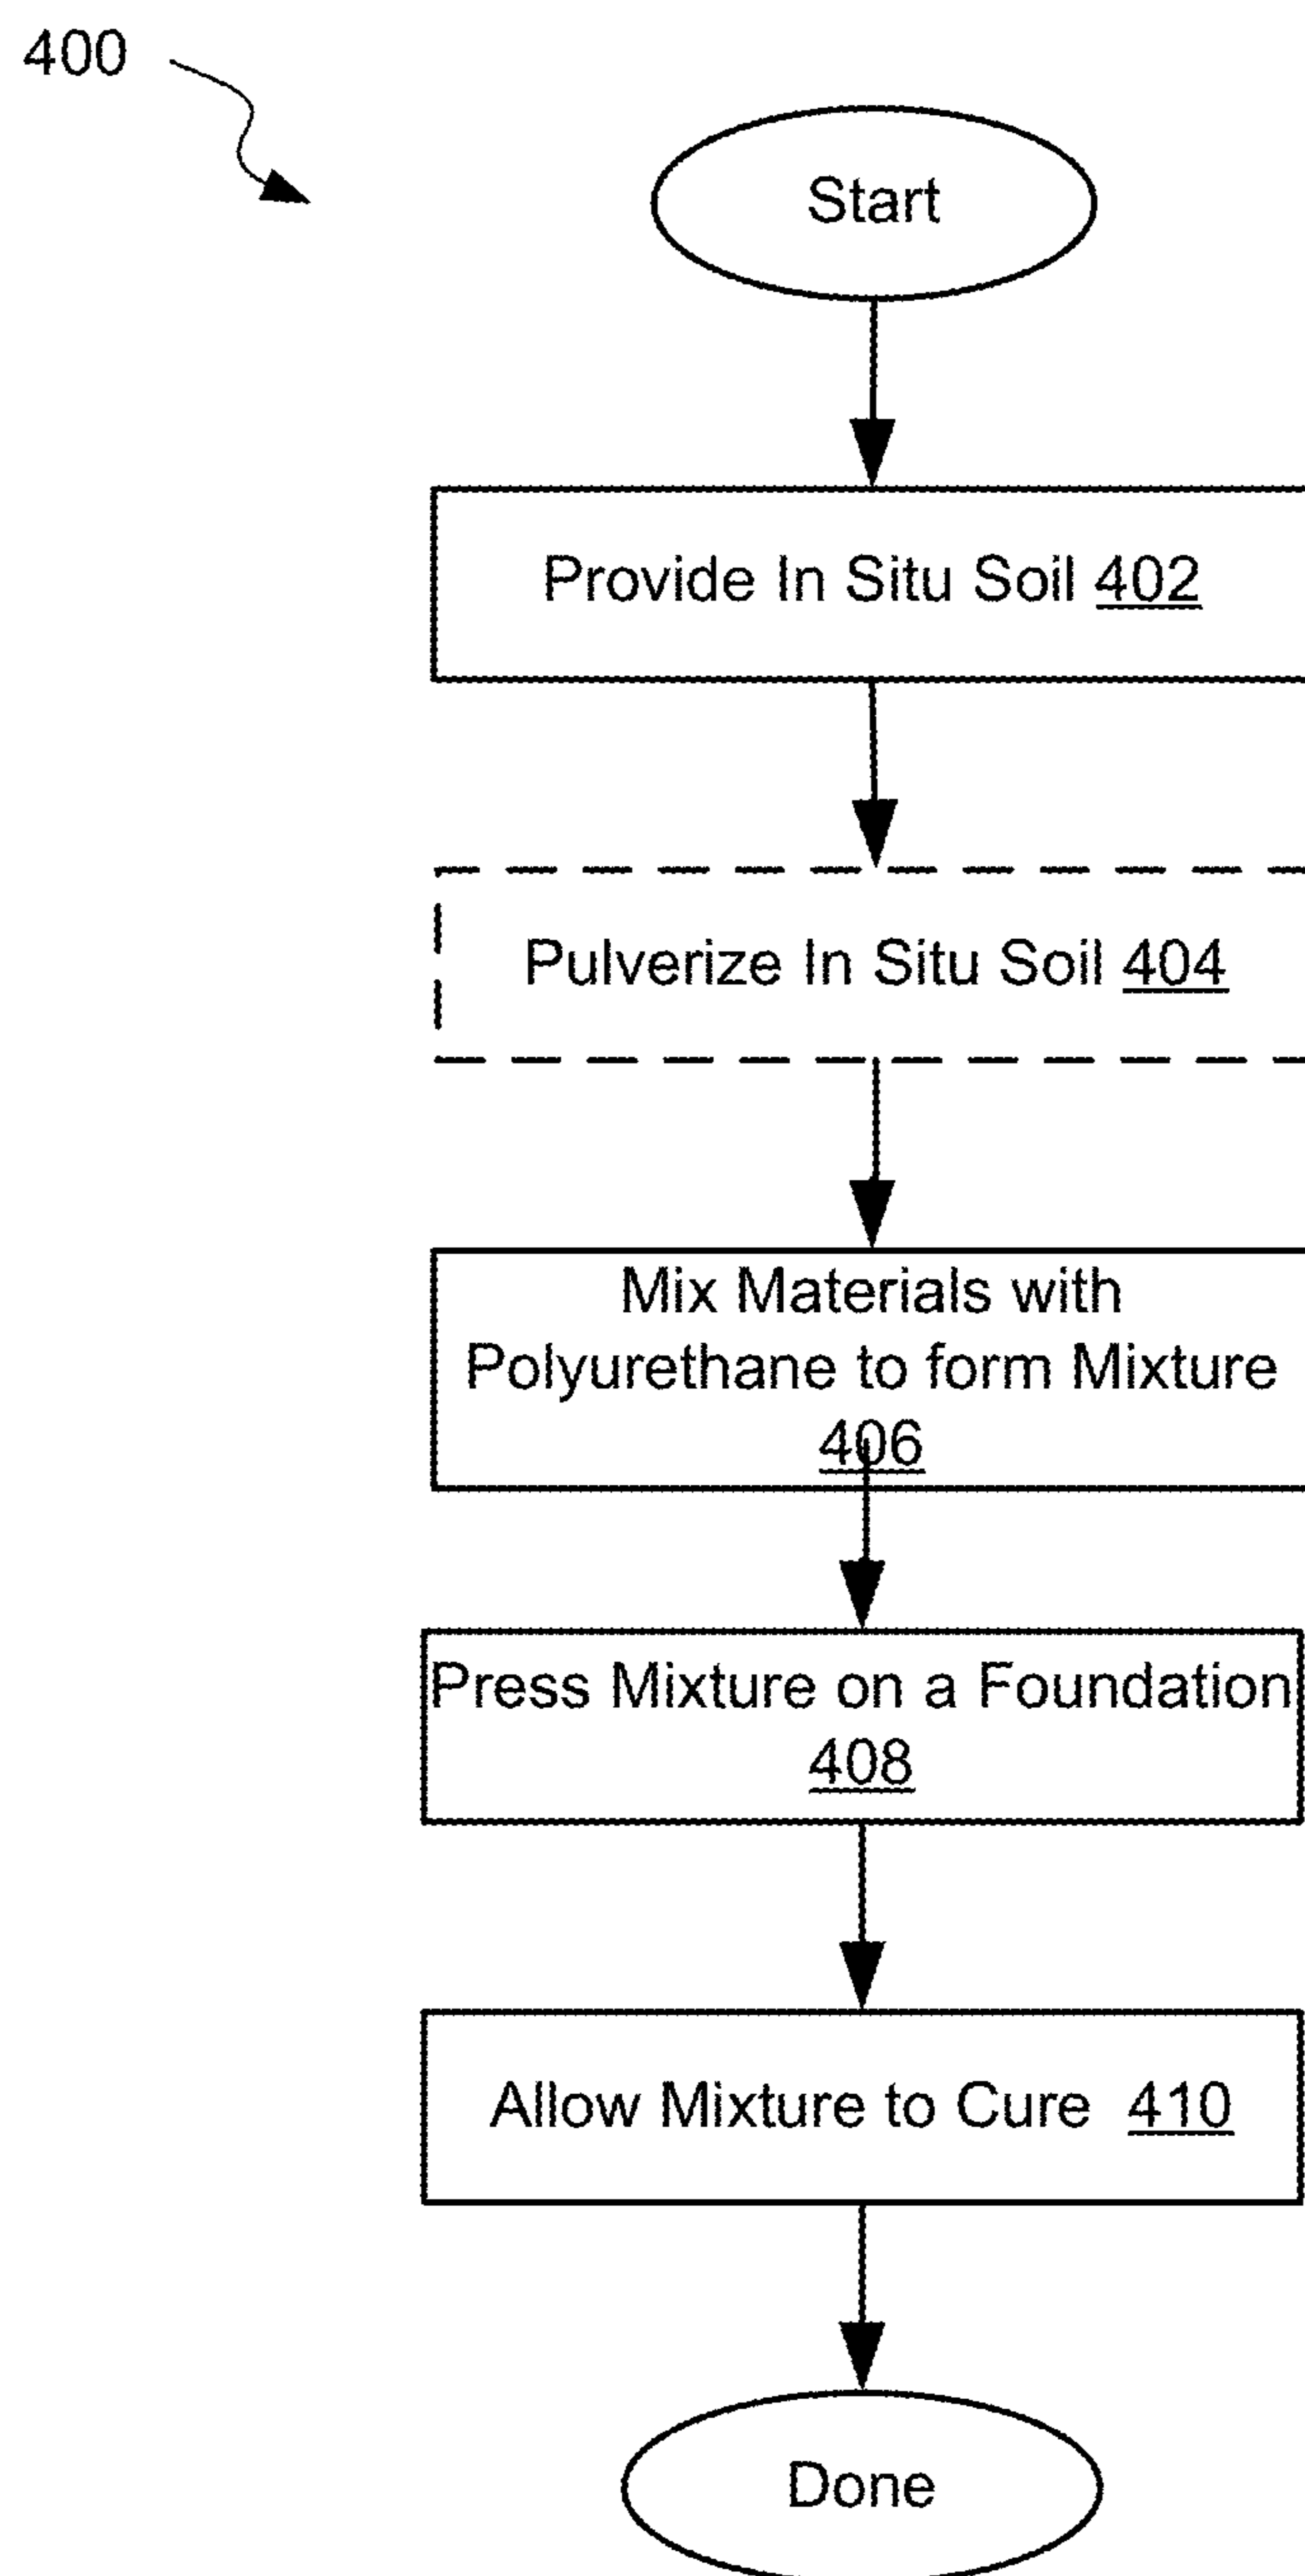 400
Start
Provide In Situ Soil 402
Pulverize In Situ Soil 404
Mix Materials with
Polyurethane to form Mixture
406
Press Mixture on a Foundation
408
Allow Mixture to Cure 410
Done